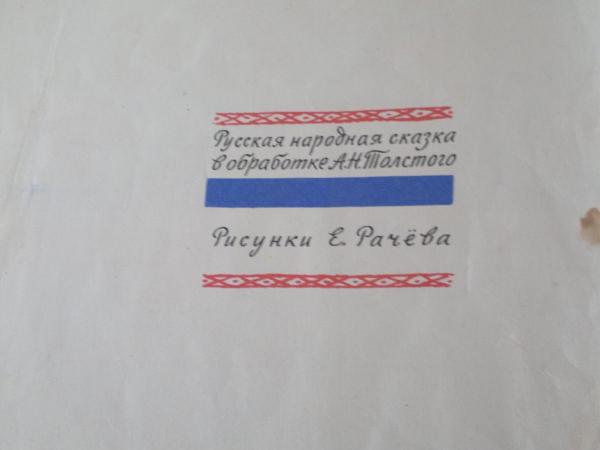 Русская народная сказка
в обработке А.Н.Толстого
Рисунки Е. Рачёва